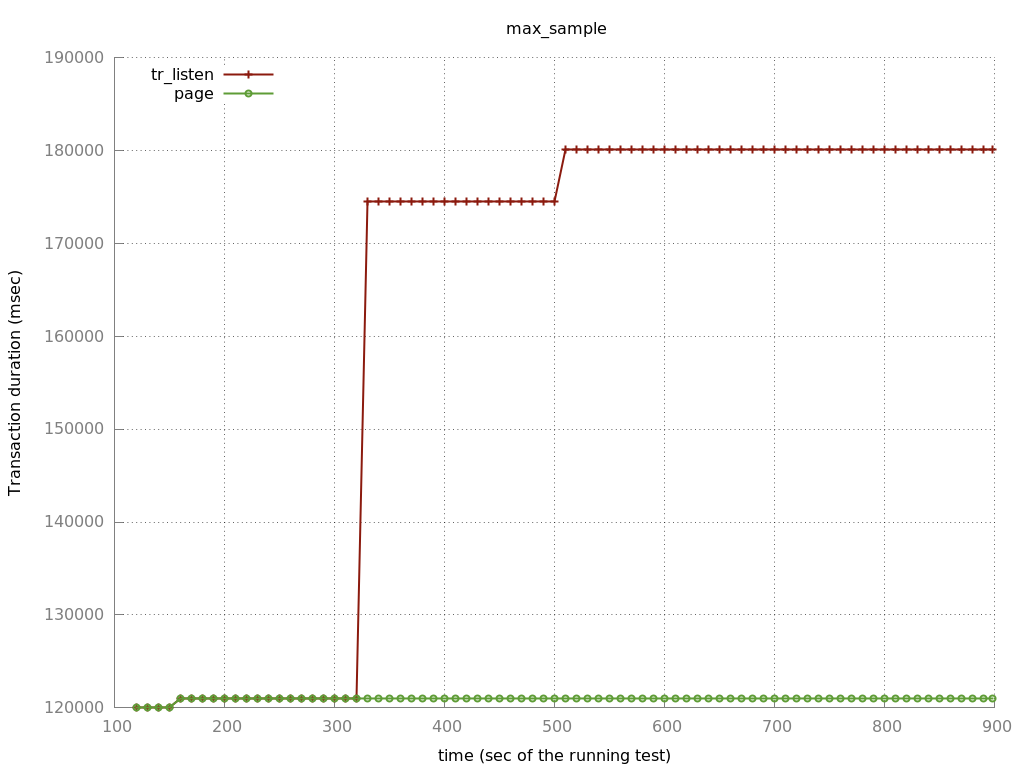 max_sample
190000
180000
170000
160000
150000
140000
130000
120000
tr_listen
page
Transaction duration (msec)
100 200 300 400 500 600 700 800 900
time (sec of the running test)